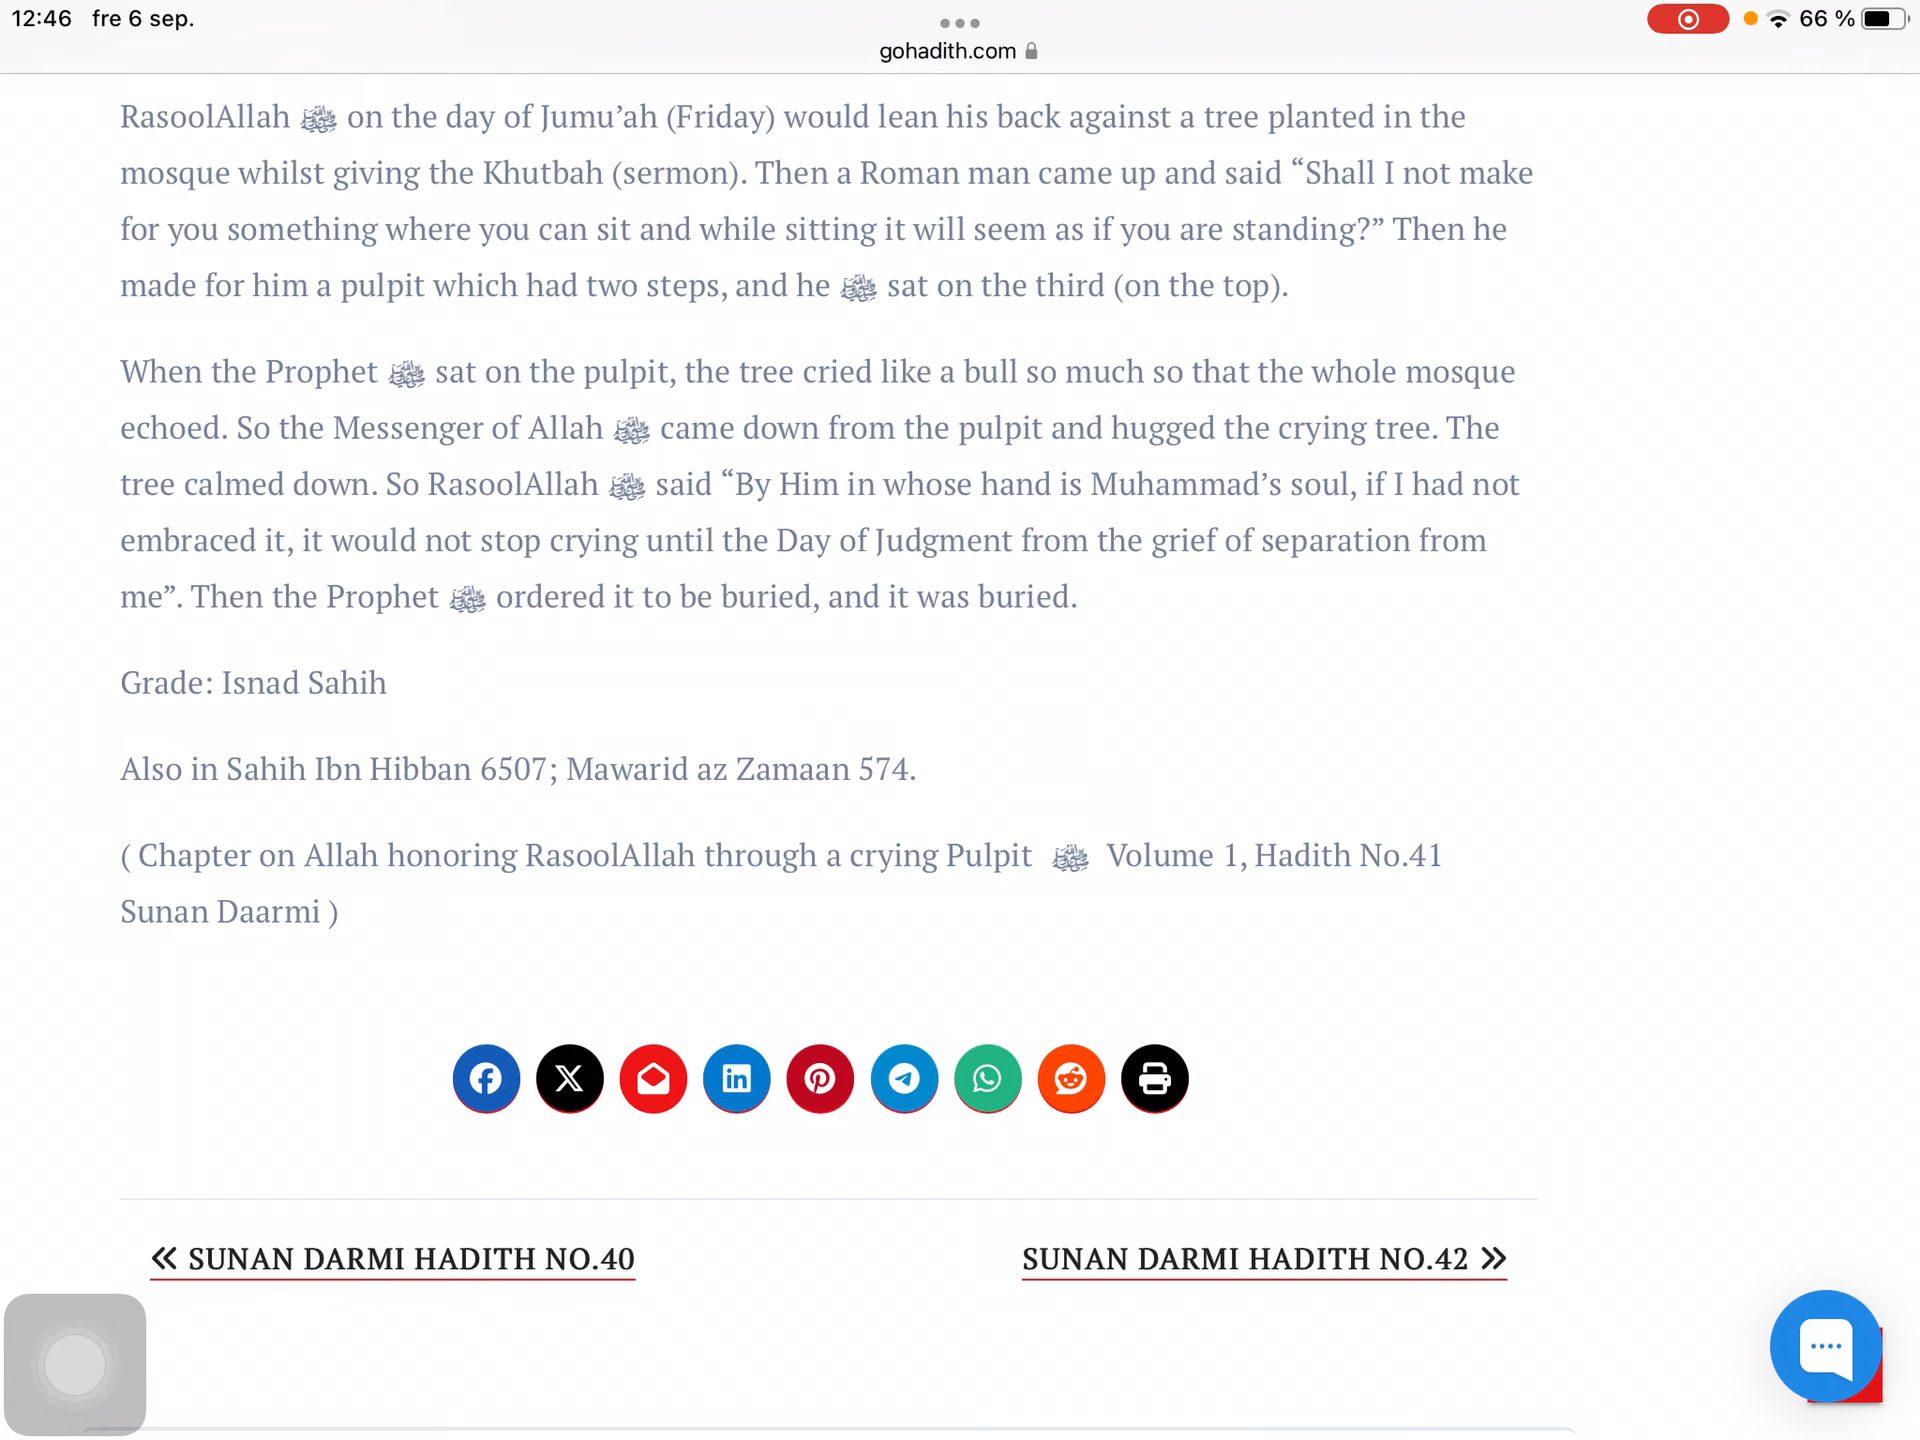 12:46 fre 6 sep.
66 %
gohadith.com
RasoolAllah ﷺ on the day of Jumu’ah (Friday) would lean his back against a tree planted in the
mosque whilst giving the Khutbah (sermon). Then a Roman man came up and said “Shall I not make
for you something where you can sit and while sitting it will seem as if you are standing?” Then he
made for him a pulpit which had two steps, and he ﷺ sat on the third (on the top).
When the Prophet ﷺ sat on the pulpit, the tree cried like a bull so much so that the whole mosque
echoed. So the Messenger of Allah ﷺ came down from the pulpit and hugged the crying tree. The
tree calmed down. So RasoolAllah ﷺ said “By Him in whose hand is Muhammad’s soul, if I had not
embraced it, it would not stop crying until the Day of Judgment from the grief of separation from
me”. Then the Prophet ﷺ ordered it to be buried, and it was buried.
Grade: Isnad Sahih
Also in Sahih Ibn Hibban 6507; Mawarid az Zamaan 574.
( Chapter on Allah honoring RasoolAllah through a crying Pulpit ﷺ Volume 1, Hadith No.41
Sunan Daarmi )
« SUNAN DARMI HADITH NO.40
SUNAN DARMI HADITH NO.42 »